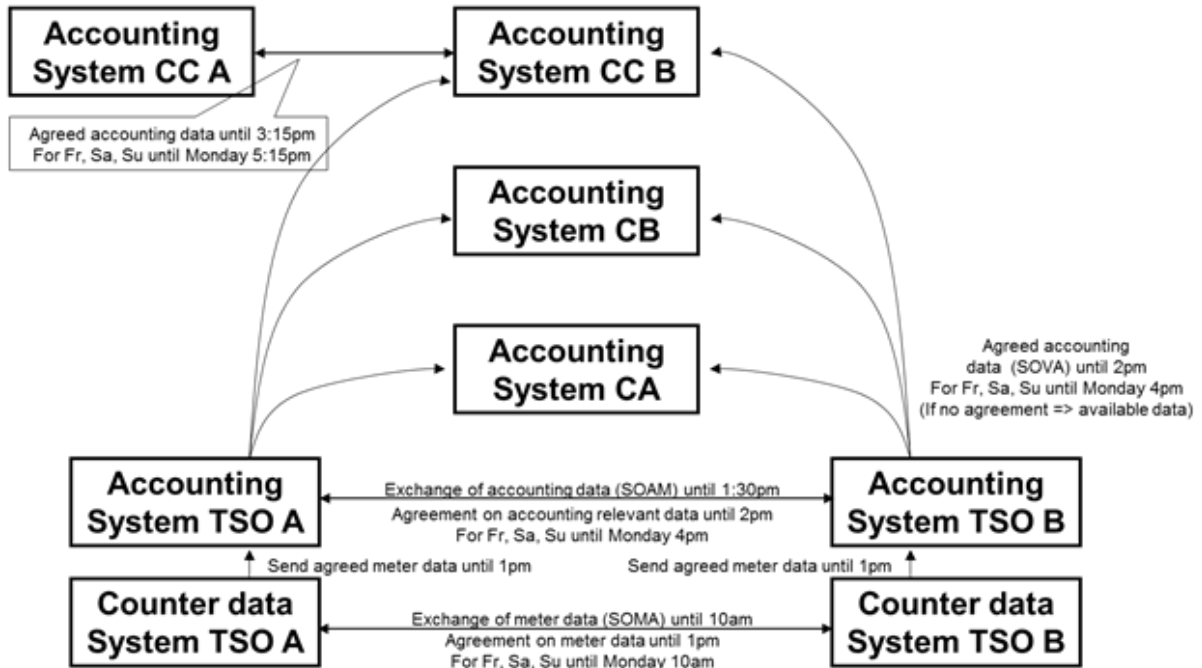 Accounting
System CC A
Accounting
System CC B
Agreed accounting data until 3:15pm
For Fr, Sa, Su until Monday 5:15pm
Accounting
System CB
Accounting
System CA
Agreed accounting
data (SOVA) until 2pm
For Fr, Sa, Su until Monday 4pm
(If no agreement => available data)
Accounting
System TSO A
Exchange of accounting data (SOAM) until 1:30pm
Agreement on accounting relevant data until 2pm
For Fr, Sa, Su until Monday 4pm
Accounting
System TSO B
Send agreed meter data until 1pm
Send agreed meter data until 1pm
Counter data
System TSO A
Exchange of meter data (SOMA) until 10am
Agreement on meter data until 1pm
For Fr, Sa, Su until Monday 10am
Counter data
System TSO B